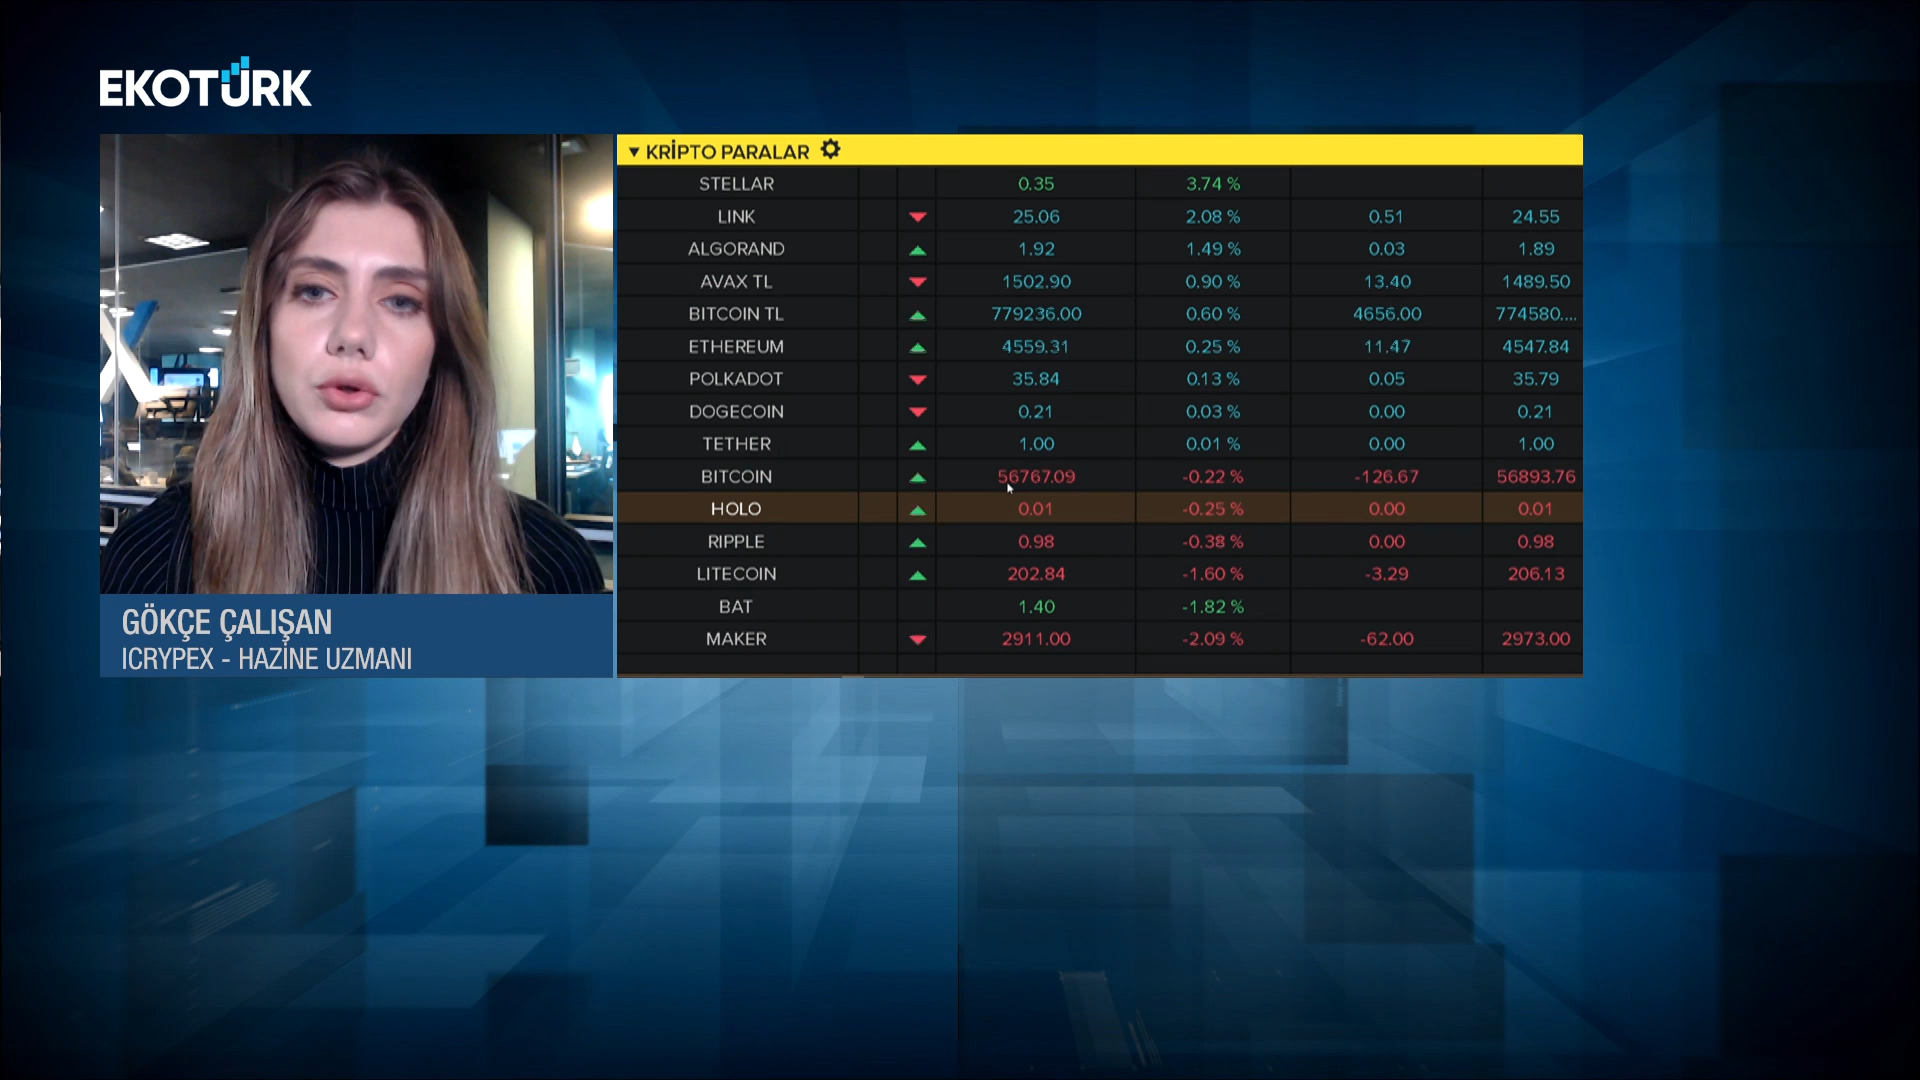 EKOTÜRK
GÖKÇE ÇALIŞAN
ICRYPEX - HAZİNE UZMANI
▼ KRİPTO PARALAR
STELLAR 0.35 3.74 %
LINK 25.06 2.08 % 0.51 24.55
ALGORAND 1.92 1.49 % 0.03 1.89
AVAX TL 1502.90 0.90 % 13.40 1489.50
BITCOIN TL 779236.00 0.60 % 4656.00 774580....
ETHEREUM 4559.31 0.25 % 11.47 4547.84
POLKADOT 35.84 0.13 % 0.05 35.79
DOGECOIN 0.21 0.03 % 0.00 0.21
TETHER 1.00 0.01 % 0.00 1.00
BITCOIN 56767.09 -0.22 % -126.67 56893.76
HOLO 0.01 -0.25 % 0.00 0.01
RIPPLE 0.98 -0.38 % 0.00 0.98
LITECOIN 202.84 -1.60 % -3.29 206.13
BAT 1.40 -1.82 %
MAKER 2911.00 -2.09 % -62.00 2973.00